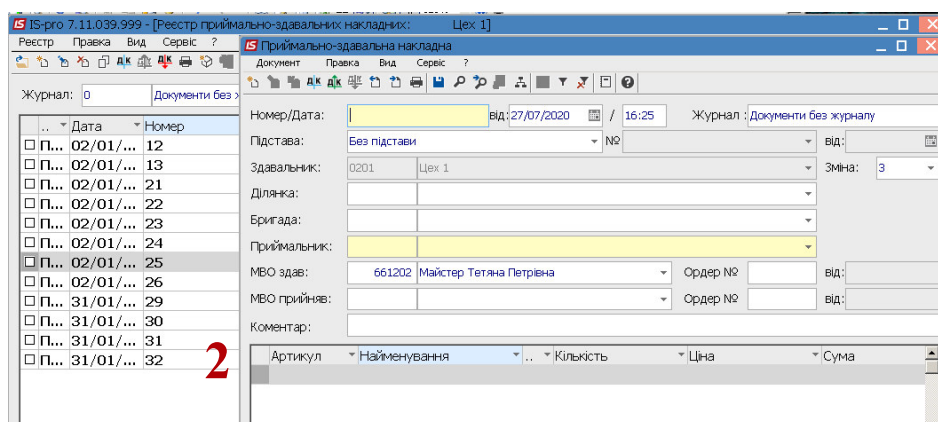 IS-pro 7.11.039.999 - [Реєстр приймально-здавальних накладних: Цех 1]
Реєстр Правка Вид Сервіс ?
Журнал: 0 Документи без
.. Дата Номер
П... 02/01/... 12
П... 02/01/... 13
П... 02/01/... 21
П... 02/01/... 22
П... 02/01/... 23
П... 02/01/... 24
П... 02/01/... 25
П... 02/01/... 26
П... 31/01/... 29
П... 31/01/... 30
П... 31/01/... 31
П... 31/01/... 32
2
Приймально-здавальна накладна
Документ Правка Вид Сервіс ?
Номер/Дата: від: 27/07/2020 / 16:25 Журнал : Документи без журналу
Підстава: Без підстави № від:
Здавальник: 0201 Цех 1 Зміна: 3
Ділянка:
Бригада:
Приймальник:
МВО здав: 661202 Майстер Тетяна Петрівна Ордер № від:
МВО прийняв: Ордер № від:
Коментар:
Артикул Найменування .. Кількість Ціна Сума